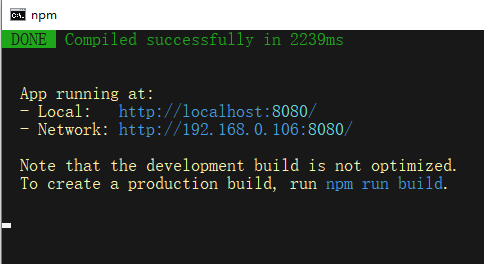 npm
DONE Compiled successfully in 2239ms
App running at:
- Local: http://localhost:8080/
- Network: http://192.168.0.106:8080/
Note that the development build is not optimized.
To create a production build, run npm run build.